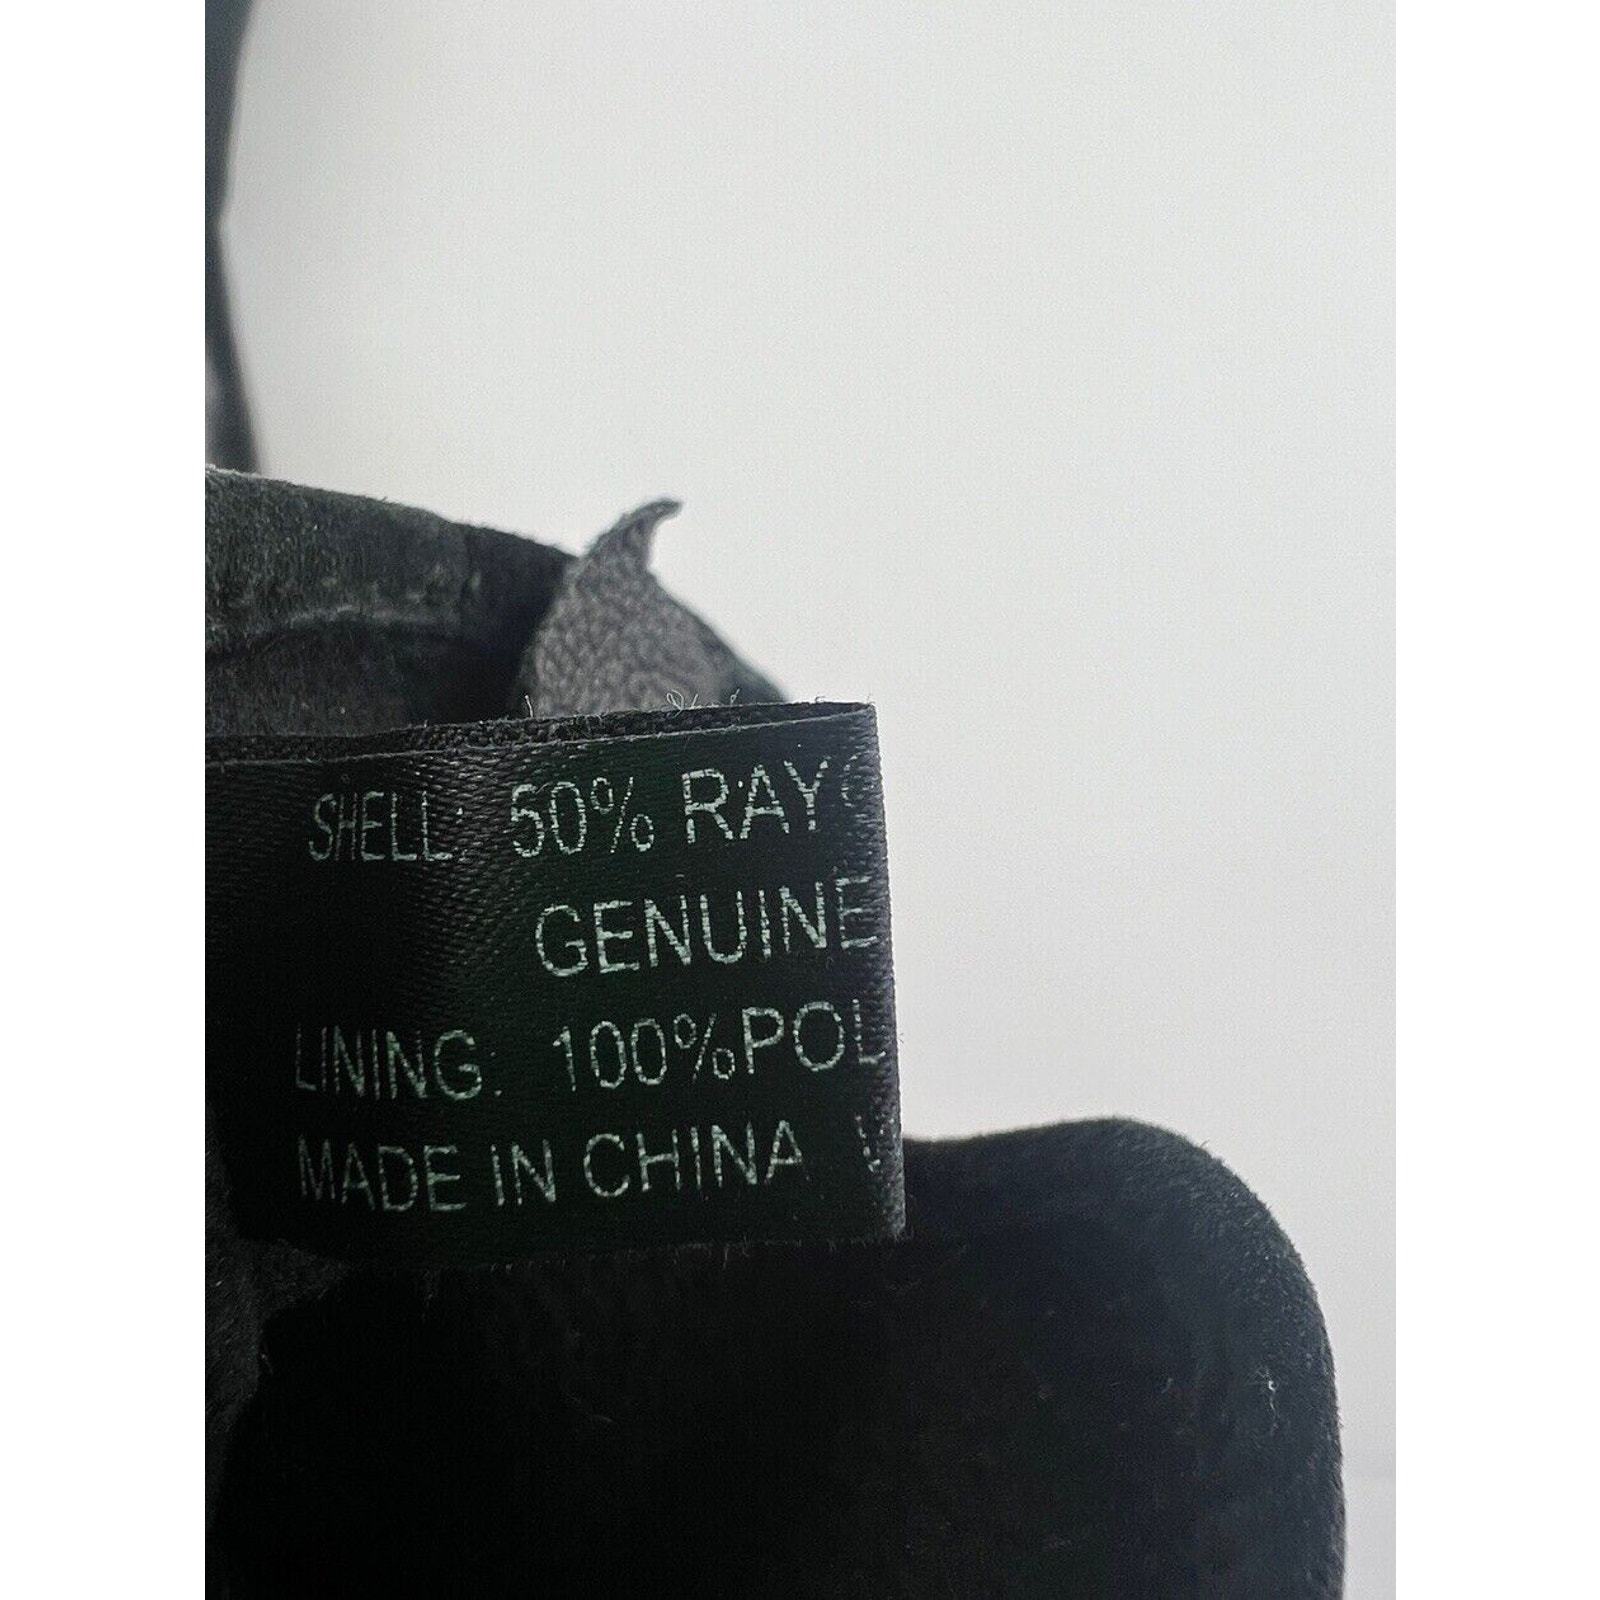 SHELL: 50% RAY
GENUINE
LINING: 100%POL
MADE IN CHINA